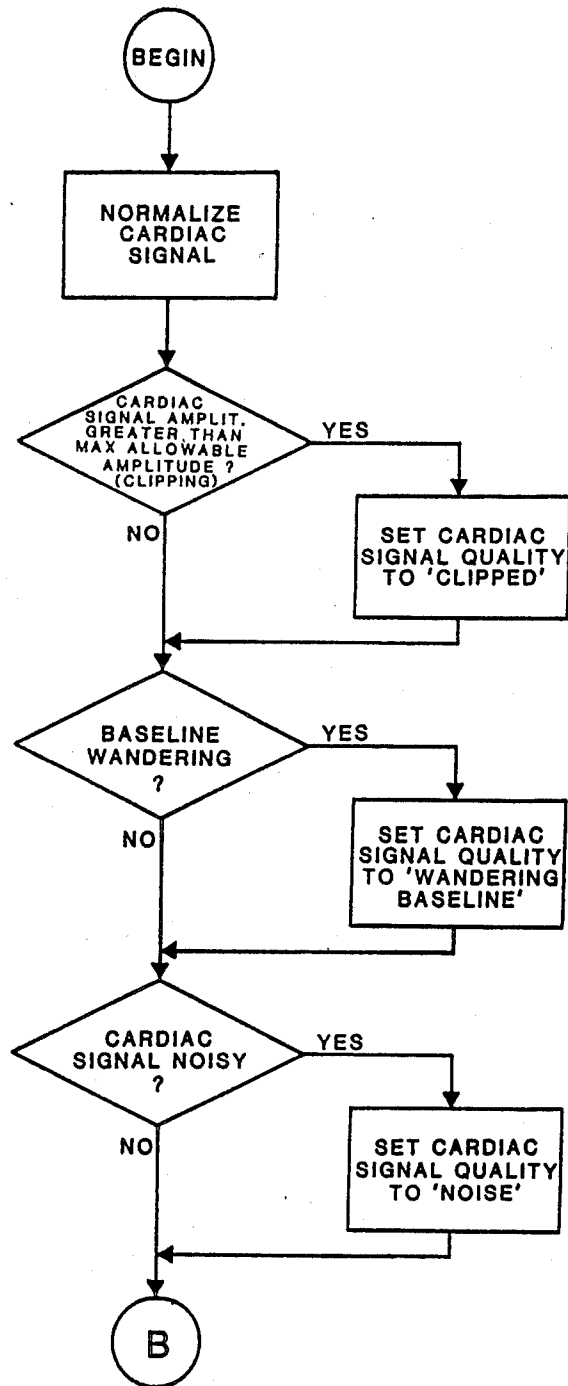 BEGIN
NORMALIZE
CARDIAC
SIGNAL
CARDIAC
SIGNAL AMPLIT.
GREATER THAN
MAX ALLOWABLE
AMPLITUDE ?
(CLIPPING)
YES
NO
SET CARDIAC
SIGNAL QUALITY
TO 'CLIPPED'
BASELINE
WANDERING
?
YES
NO
SET CARDIAC
SIGNAL QUALITY
TO 'WANDERING
BASELINE'
CARDIAC
SIGNAL NOISY
?
YES
NO
SET CARDIAC
SIGNAL QUALITY
TO 'NOISE'
B